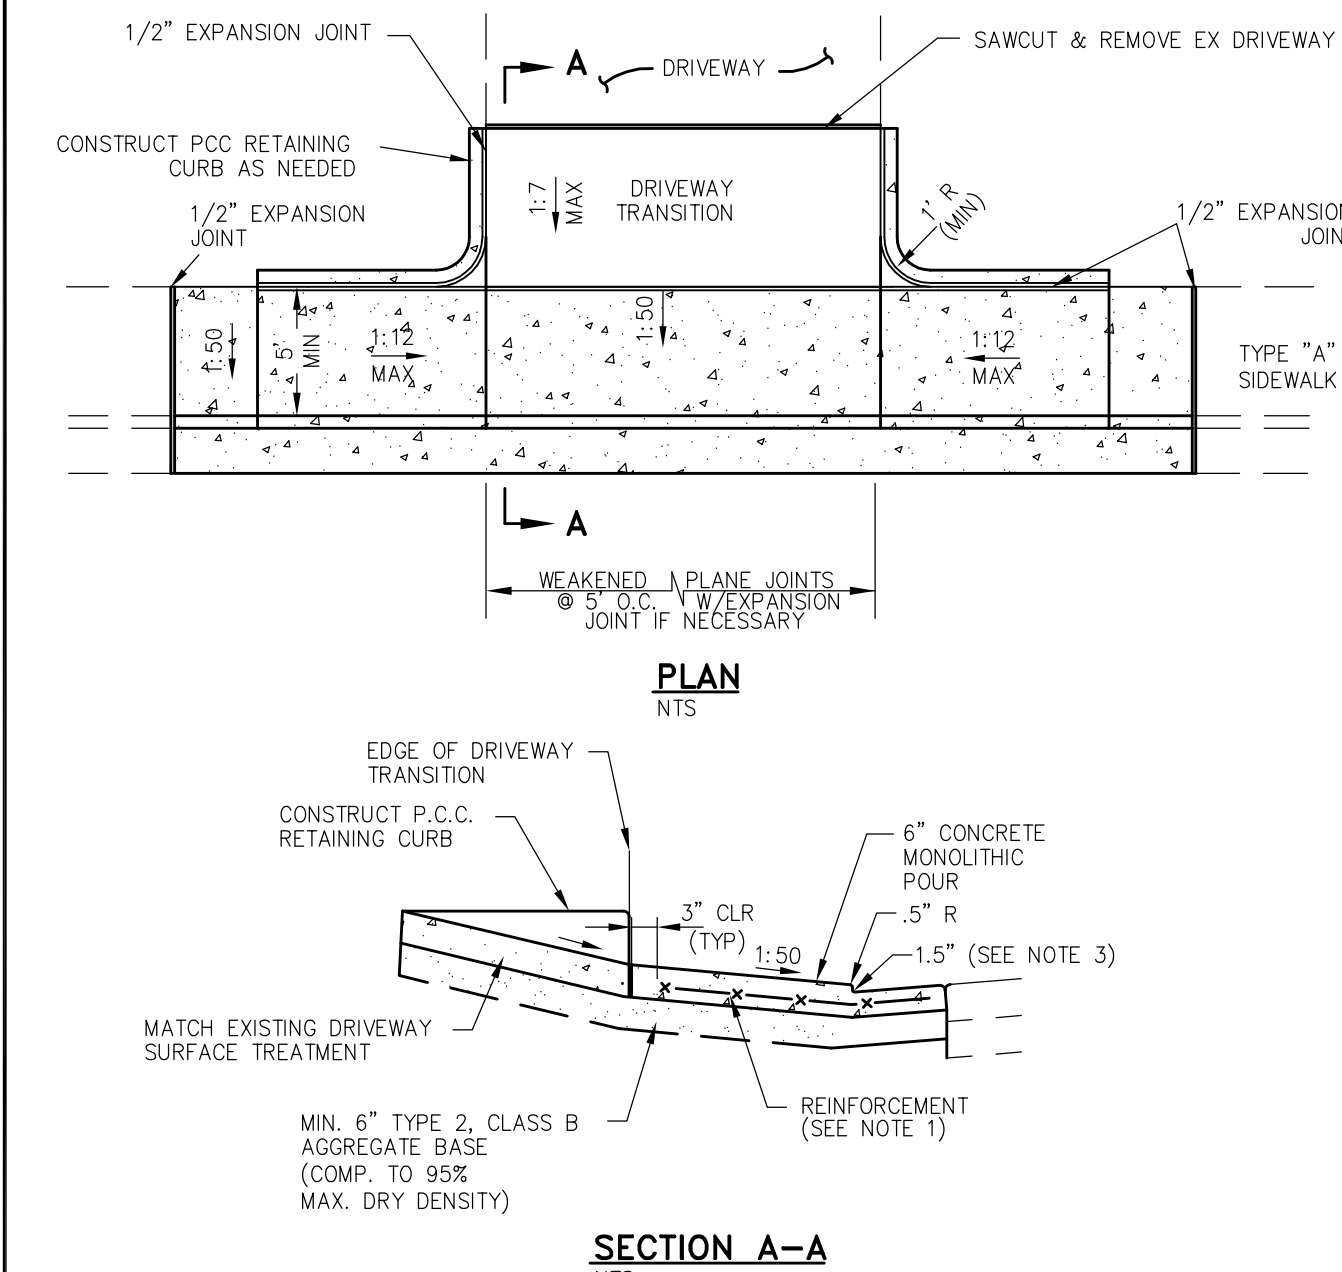 1/2" EXPANSION JOINT
A
DRIVEWAY
SAWCUT & REMOVE EX DRIVEWAY
CONSTRUCT PCC RETAINING
CURB AS NEEDED
1/2" EXPANSION
JOINT
1:7
MAX
DRIVEWAY
TRANSITION
1' R
(MIN)
1/2" EXPANSION
JOIN
1:50
5'
MIN
1:12
MAX
1:50
1:12
MAX
TYPE "A"
SIDEWALK
A
WEAKENED PLANE JOINTS
@ 5' O.C. W/EXPANSION
JOINT IF NECESSARY
PLAN
NTS
EDGE OF DRIVEWAY
TRANSITION
CONSTRUCT P.C.C.
RETAINING CURB
6" CONCRETE
MONOLITHIC
POUR
3" CLR
(TYP)
.5" R
1:50
1.5" (SEE NOTE 3)
MATCH EXISTING DRIVEWAY
SURFACE TREATMENT
REINFORCEMENT
(SEE NOTE 1)
MIN. 6" TYPE 2, CLASS B
AGGREGATE BASE
(COMP. TO 95%
MAX. DRY DENSITY)
SECTION A-A